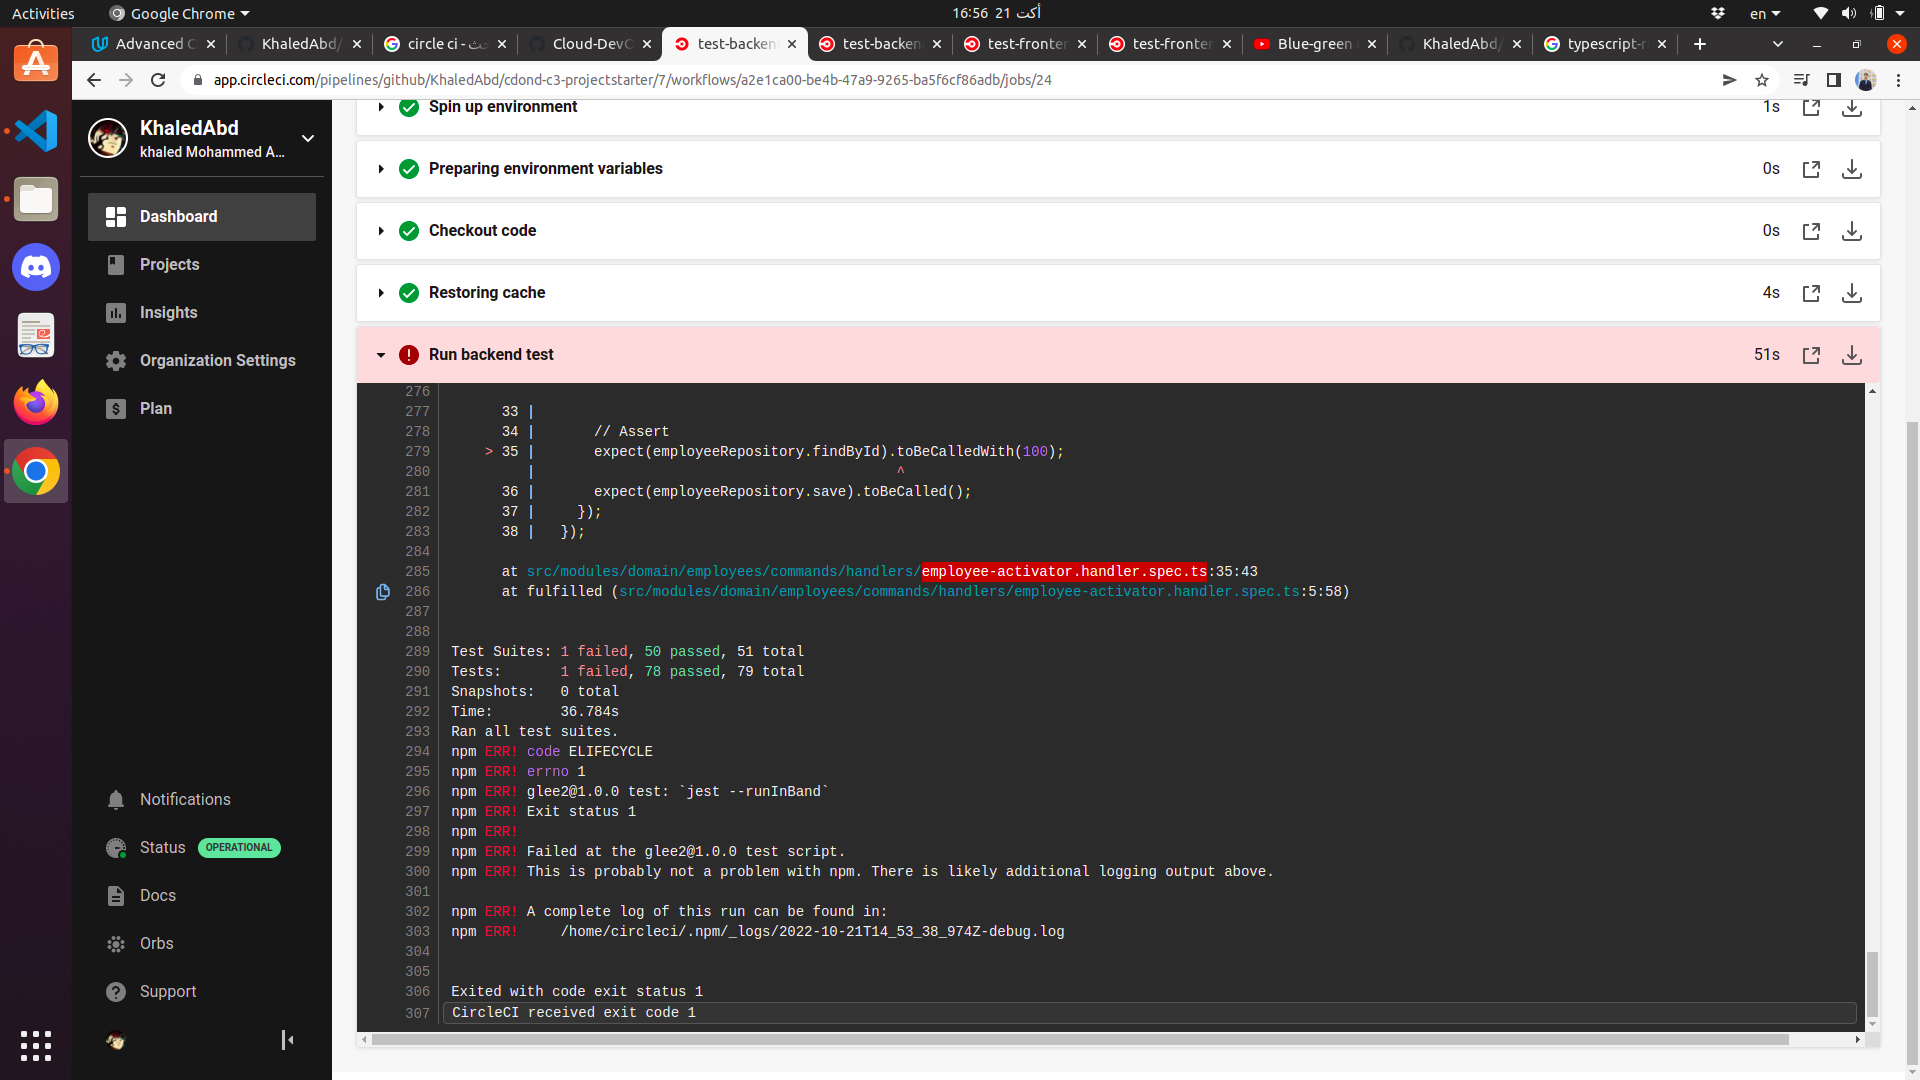 Activities
Google Chrome
16:56 21 أكت
en
Advanced C
KhaledAbd/
circle ci - بحث
Cloud-DevO
test-backen
test-backen
test-fronten
test-fronten
Blue-green
KhaledAbd/
typescript-r
app.circleci.com/pipelines/github/KhaledAbd/cdond-c3-projectstarter/7/workflows/a2e1ca00-be4b-47a9-9265-ba5f6cf86adb/jobs/24
KhaledAbd
khaled Mohammed A...
Dashboard
Projects
Insights
Organization Settings
Plan
Notifications
Status OPERATIONAL
Docs
Orbs
Support
Spin up environment 1s
Preparing environment variables 0s
Checkout code 0s
Restoring cache 4s
Run backend test 51s
276
277 33 |
278 34 | // Assert
279 > 35 | expect(employeeRepository.findById).toBeCalledWith(100);
280 | ^
281 36 | expect(employeeRepository.save).toBeCalled();
282 37 | });
283 38 | });
284
285 at src/modules/domain/employees/commands/handlers/employee-activator.handler.spec.ts:35:43
286 at fulfilled (src/modules/domain/employees/commands/handlers/employee-activator.handler.spec.ts:5:58)
287
288
289 Test Suites: 1 failed, 50 passed, 51 total
290 Tests: 1 failed, 78 passed, 79 total
291 Snapshots: 0 total
292 Time: 36.784s
293 Ran all test suites.
294 npm ERR! code ELIFECYCLE
295 npm ERR! errno 1
296 npm ERR! glee2@1.0.0 test: `jest --runInBand`
297 npm ERR! Exit status 1
298 npm ERR!
299 npm ERR! Failed at the glee2@1.0.0 test script.
300 npm ERR! This is probably not a problem with npm. There is likely additional logging output above.
301
302 npm ERR! A complete log of this run can be found in:
303 npm ERR! /home/circleci/.npm/_logs/2022-10-21T14_53_38_974Z-debug.log
304
305
306 Exited with code exit status 1
307 CircleCI received exit code 1